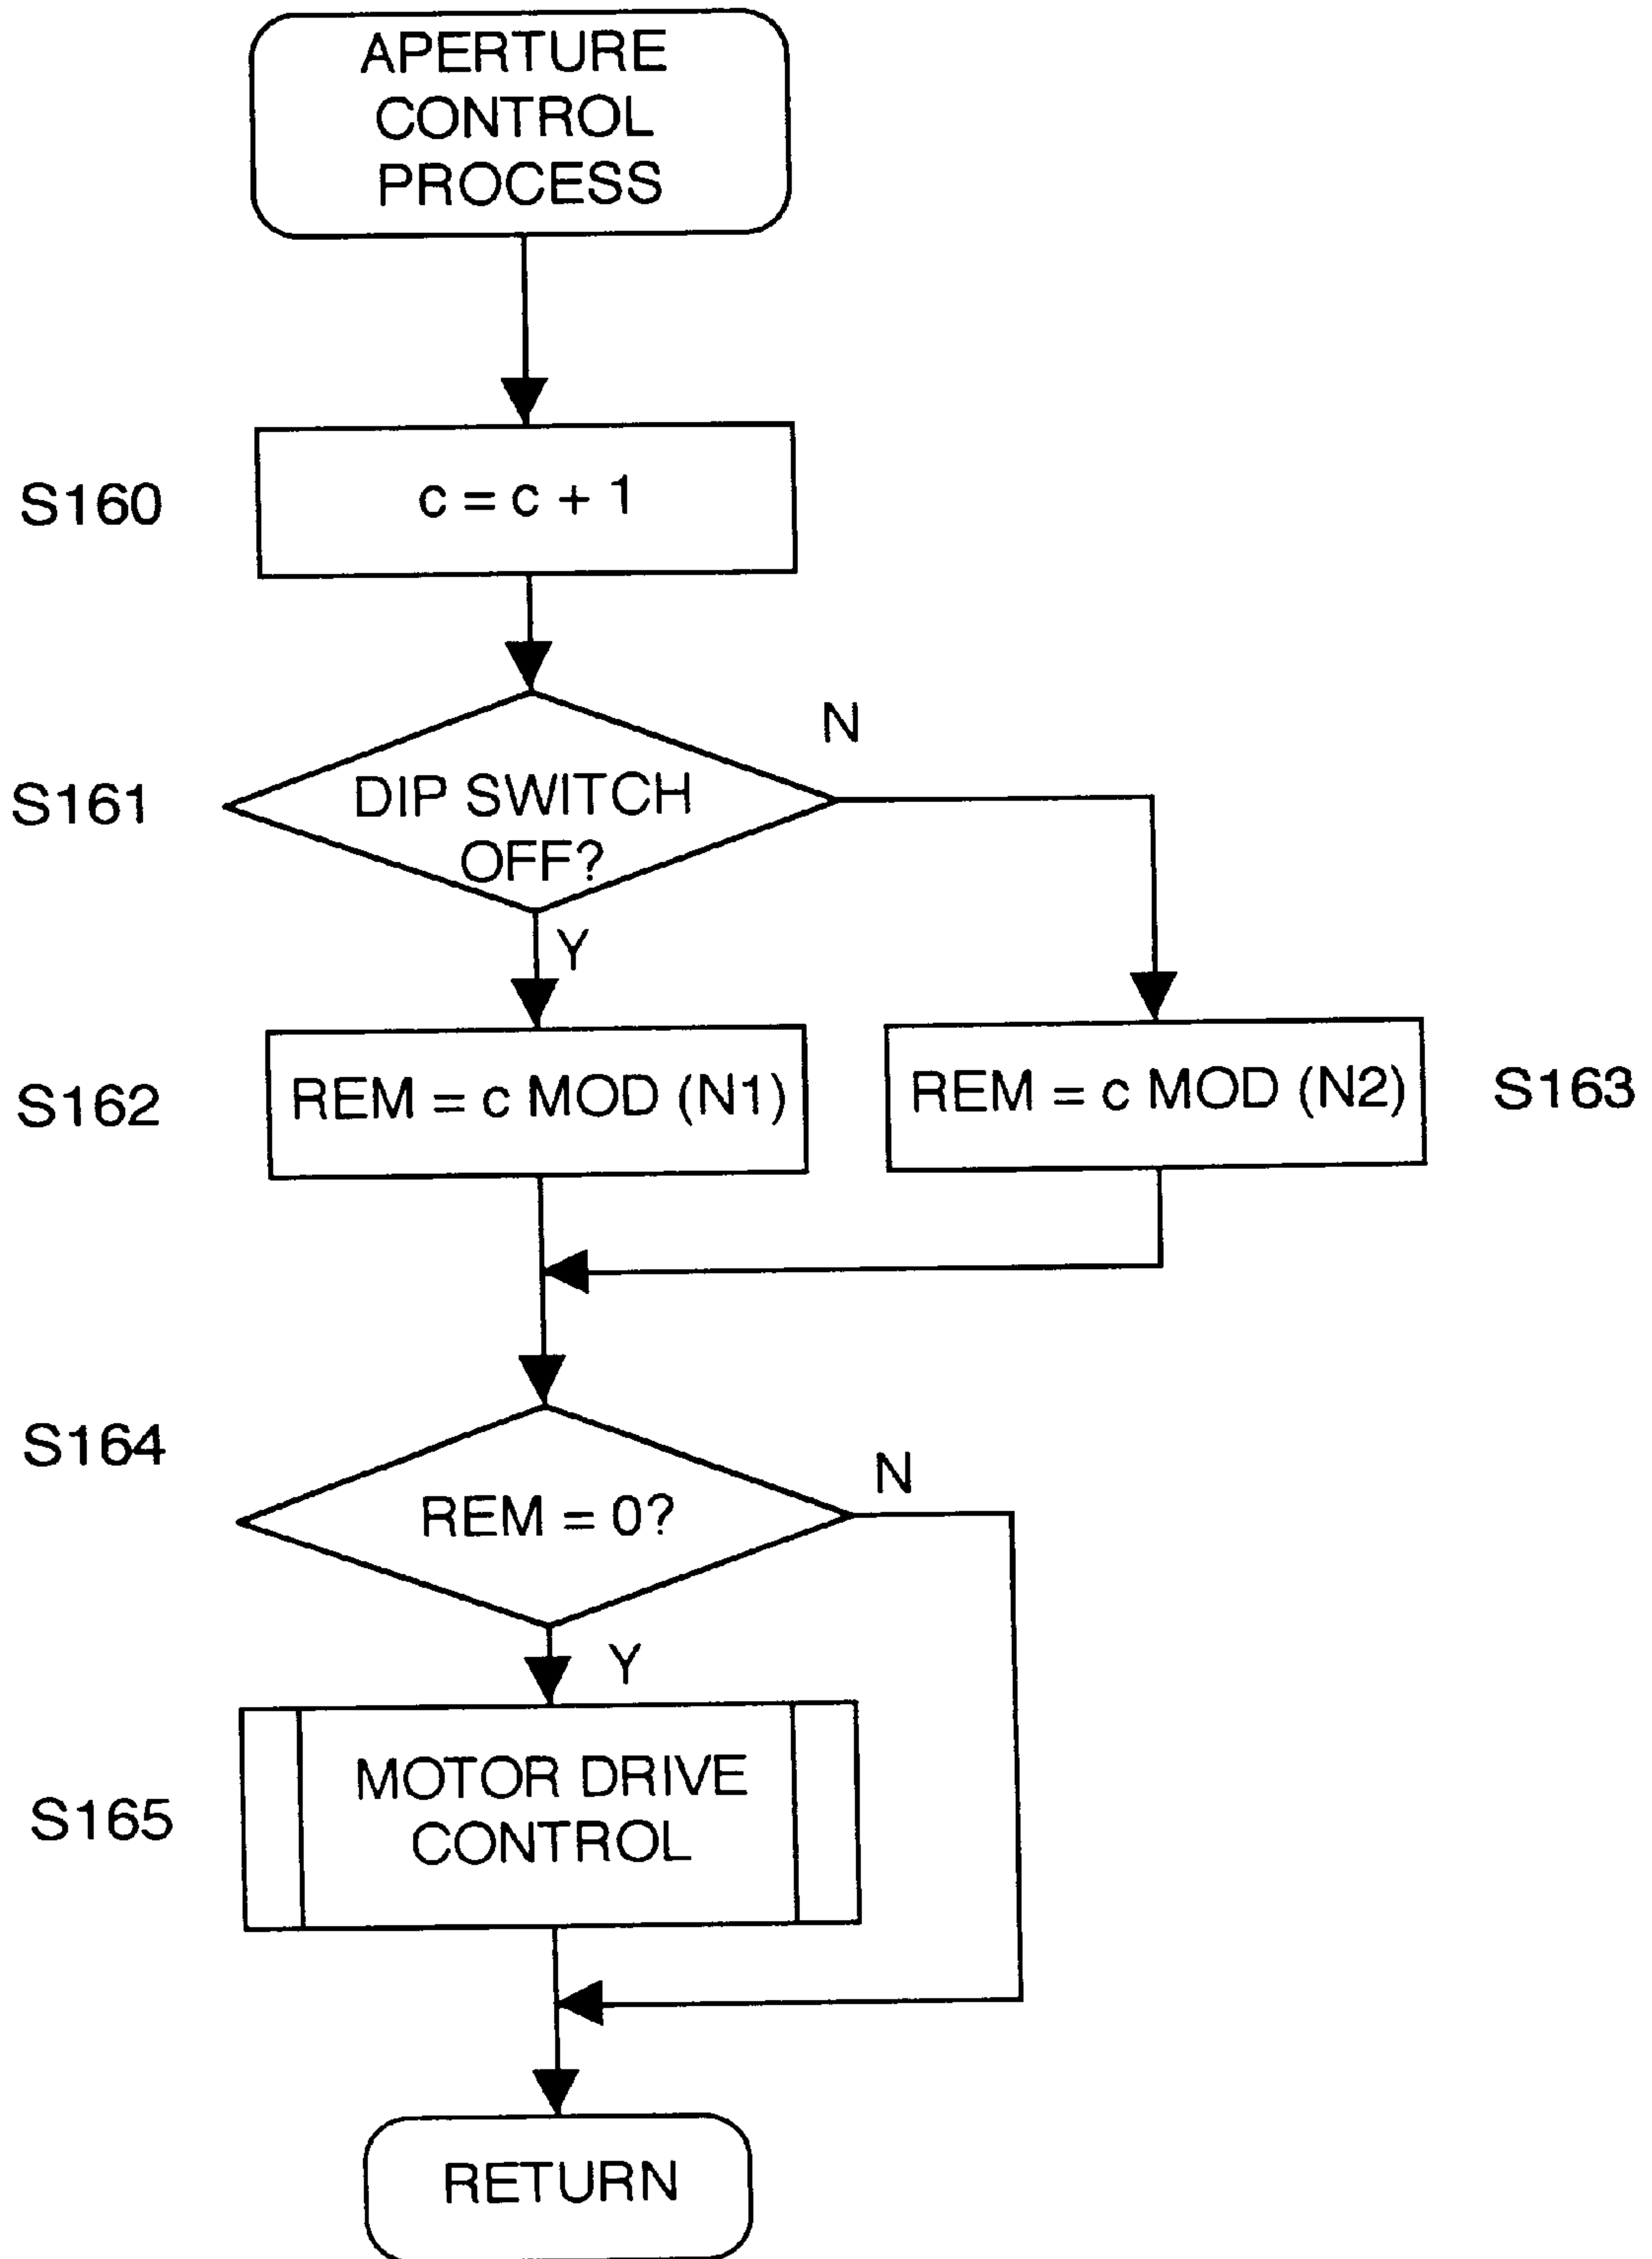 APERTURE
CONTROL
PROCESS
S160
c = c + 1
N
S161
DIP SWITCH
OFF?
Y
S162
REM = c MOD (N1)
REM = c MOD (N2)
S163
S164
N
REM = 0?
Y
S165
MOTOR DRIVE
CONTROL
RETURN